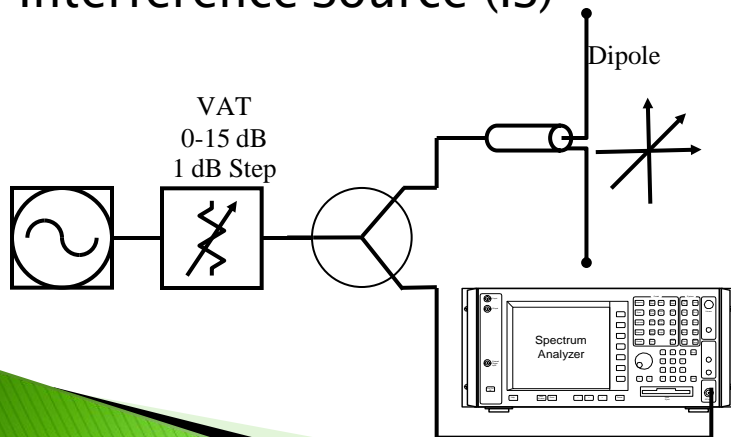 Interference Source (IS)
Dipole
VAT
0-15 dB
1 dB Step
Spectrum
Analyzer